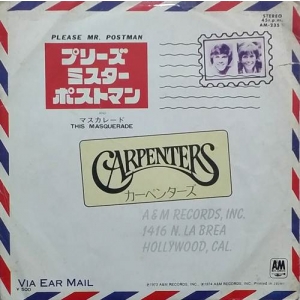 PLEASE MR. POSTMAN
STEREO
プリーズ
ミスター
ポストマン
マスカレード
THIS MASQUERADE
CARPENTERS
カーペンターズ
A&M RECORDS, INC.
1416 N. LA BREA
HOLLYWOOD, CAL.
VIA EAR MAIL
¥500
A&M